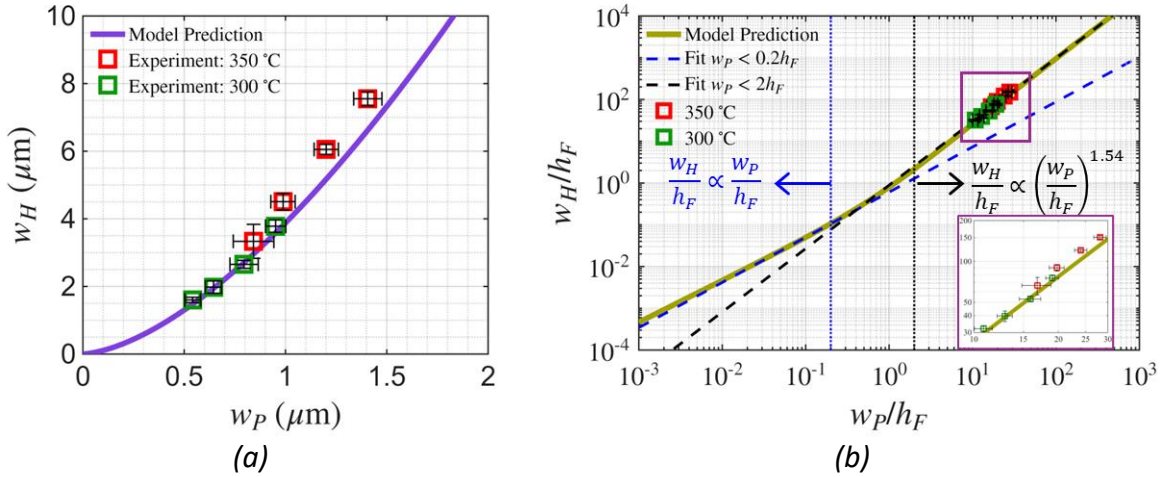 10
8
6
4
2
0
w_H (μm)
Model Prediction
Experiment: 350 °C
Experiment: 300 °C
0 0.5 1 1.5 2
w_P (μm)
(a)
10^4
10^2
10^0
10^-2
10^-4
w_H/h_F
Model Prediction
Fit w_P < 0.2h_F
Fit w_P < 2h_F
350 °C
300 °C
w_H/h_F ∝ w_P/h_F
w_H/h_F ∝ (w_P/h_F)^1.54
200
150
100
50
40
30
10 15 20 30
10^-3 10^-2 10^-1 10^0 10^1 10^2 10^3
w_P/h_F
(b)